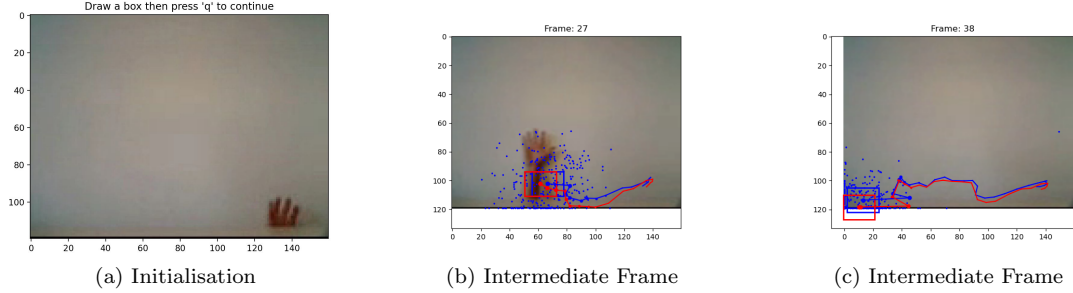 Draw a box then press 'q' to continue
0
20
40
60
80
100
0 20 40 60 80 100 120 140
(a) Initialisation
Frame: 27
0
20
40
60
80
100
120
0 20 40 60 80 100 120 140
(b) Intermediate Frame
Frame: 38
0
20
40
60
80
100
120
0 20 40 60 80 100 120 140
(c) Intermediate Frame